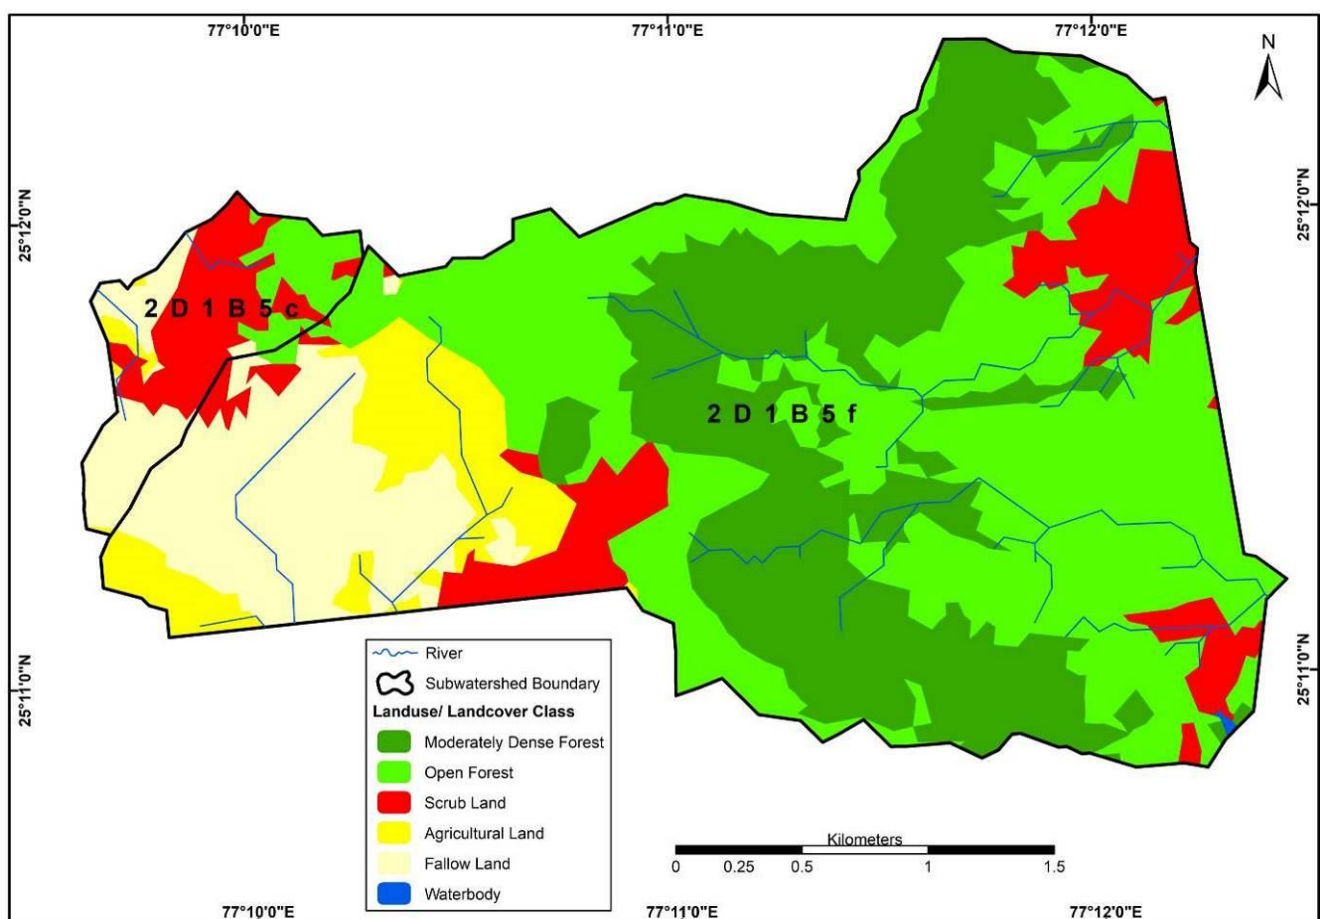 77°10'0"E
77°11'0"E
77°12'0"E
N
25°12'0"N
25°12'0"N
2 D 1 B 5 c
2 D 1 B 5 f
25°11'0"N
25°11'0"N
River
Subwatershed Boundary
Landuse/ Landcover Class
Moderately Dense Forest
Open Forest
Scrub Land
Agricultural Land
Fallow Land
Waterbody
Kilometers
0 0.25 0.5 1 1.5
77°10'0"E
77°11'0"E
77°12'0"E